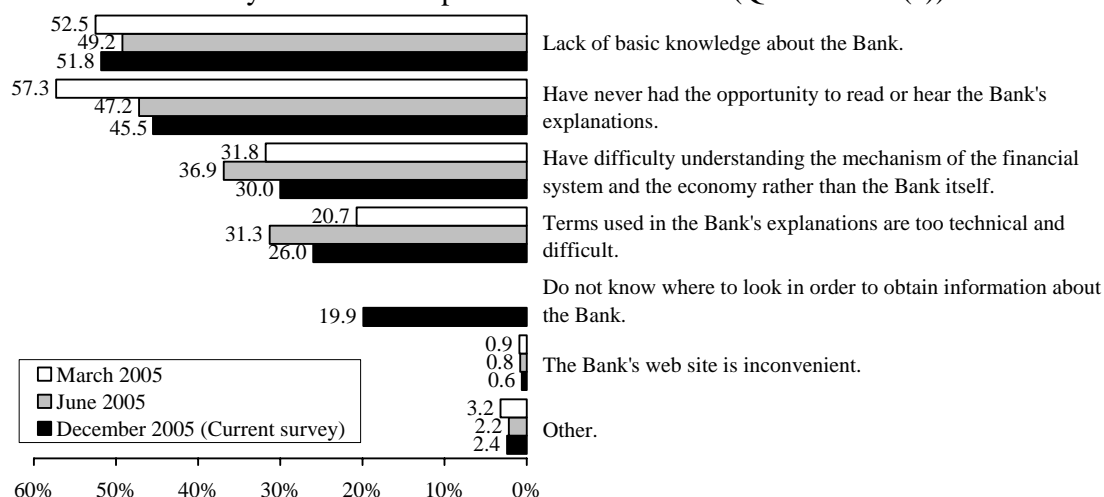 52.5
49.2
51.8
Lack of basic knowledge about the Bank.
57.3
47.2
45.5
Have never had the opportunity to read or hear the Bank's
explanations.
31.8
36.9
30.0
Have difficulty understanding the mechanism of the financial
system and the economy rather than the Bank itself.
20.7
31.3
26.0
Terms used in the Bank's explanations are too technical and
difficult.
19.9
Do not know where to look in order to obtain information about
the Bank.
0.9
0.8
0.6
The Bank's web site is inconvenient.
3.2
2.2
2.4
Other.
March 2005
June 2005
December 2005 (Current survey)
60% 50% 40% 30% 20% 10% 0%